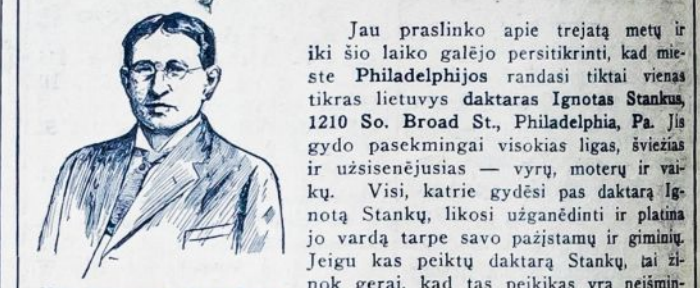 Jau praslinko apie trejatą metų ir
iki šio laiko galėjo persitikrinti, kad mie-
ste Philadelphijos randasi tiktai vienas
tikras lietuvys daktaras Ignotas Stankus,
1210 So. Broad St., Philadelphia, Pa. Jis
gydo pasekmingai visokias ligas, šviežias
ir užsisenėjusias — vyrų, moterų ir vai-
kų. Visi, katrie gydėsi pas daktarą Ig-
notą Stankų, likosi užganėdinti ir platina
jo vardą tarpe savo pažįstamų ir giminių.
Jeigu kas peiktų daktarą Stankų, tai ži-
nok gerai, kad tas peikikas yra neišmin-